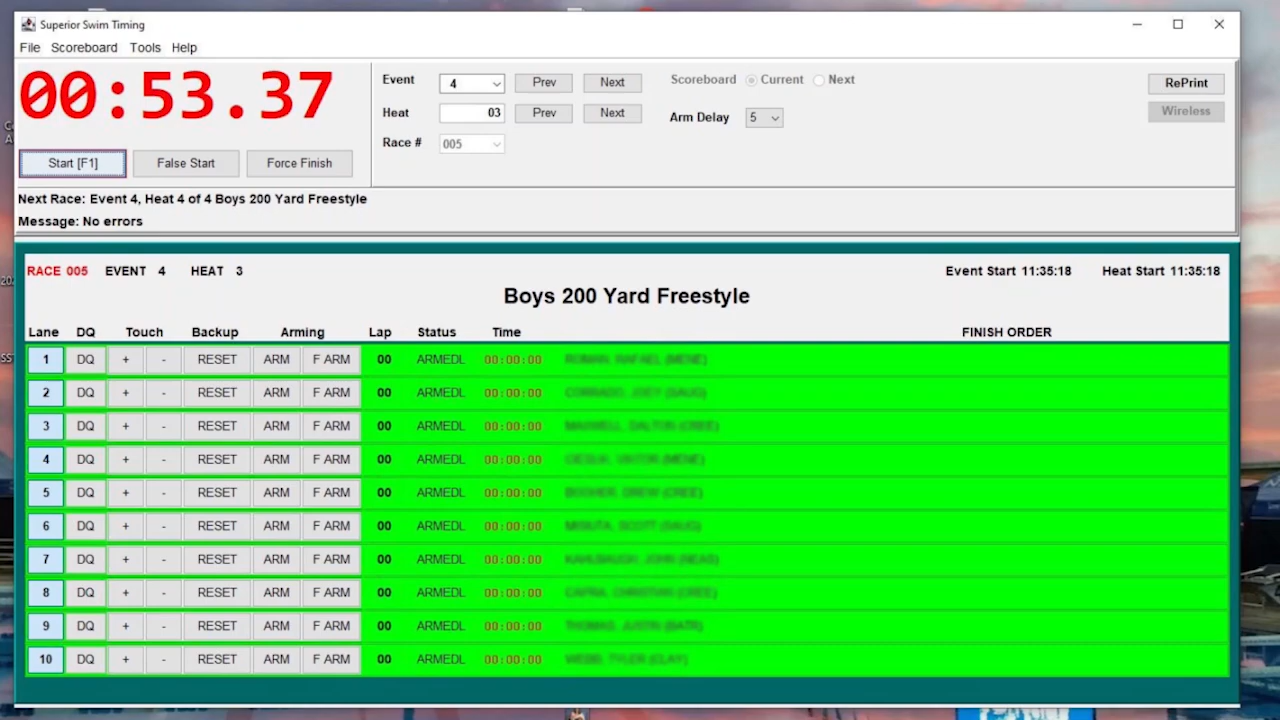 Superior Swim Timing
File Scoreboard Tools Help
00:53.37
Event 4 Prev Next Scoreboard Current Next RePrint
Heat 03 Prev Next Arm Delay 5 Wireless
Race # 005
Start [F1] False Start Force Finish
Next Race: Event 4, Heat 4 of 4 Boys 200 Yard Freestyle
Message: No errors
RACE 005 EVENT 4 HEAT 3 Event Start 11:35:18 Heat Start 11:35:18
Boys 200 Yard Freestyle
Lane DQ Touch Backup Arming Lap Status Time FINISH ORDER
1 DQ + - RESET ARM F ARM 00 ARMEDL 00:00:00
2 DQ + - RESET ARM F ARM 00 ARMEDL 00:00:00
3 DQ + - RESET ARM F ARM 00 ARMEDL 00:00:00
4 DQ + - RESET ARM F ARM 00 ARMEDL 00:00:00
5 DQ + - RESET ARM F ARM 00 ARMEDL 00:00:00
6 DQ + - RESET ARM F ARM 00 ARMEDL 00:00:00
7 DQ + - RESET ARM F ARM 00 ARMEDL 00:00:00
8 DQ + - RESET ARM F ARM 00 ARMEDL 00:00:00
9 DQ + - RESET ARM F ARM 00 ARMEDL 00:00:00
10 DQ + - RESET ARM F ARM 00 ARMEDL 00:00:00